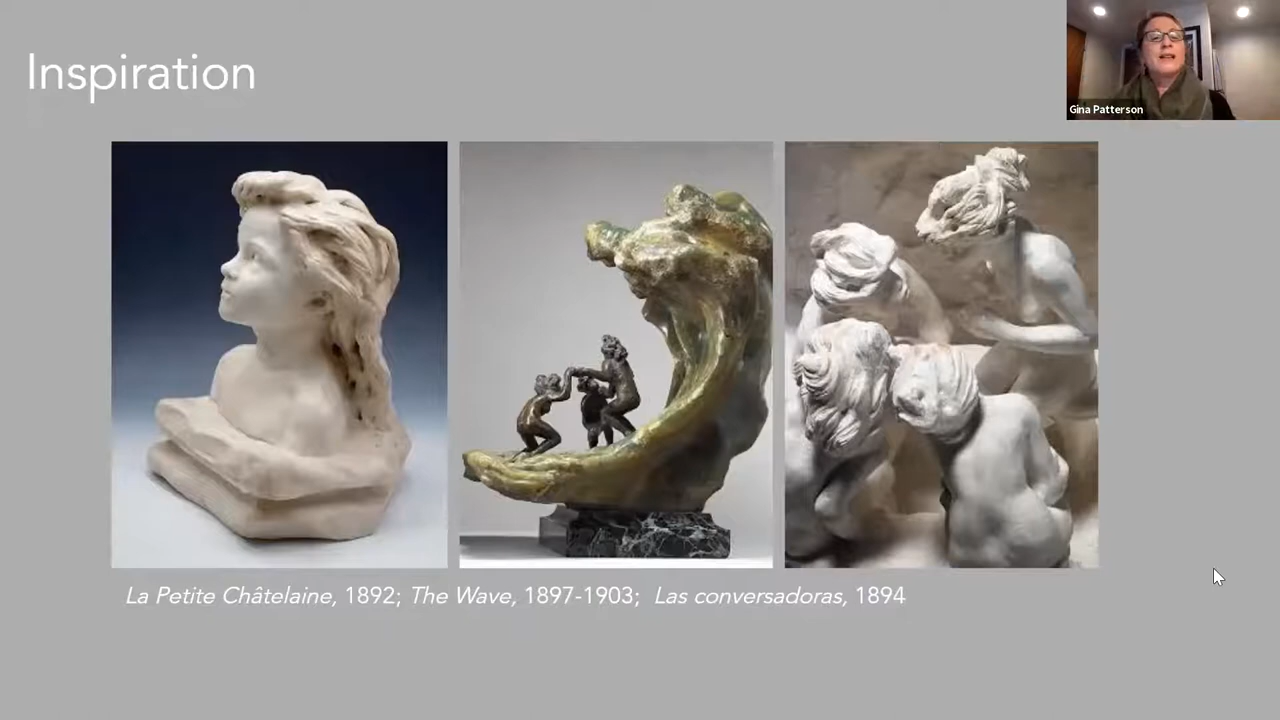 Inspiration
Gina Patterson
La Petite Châtelaine, 1892; The Wave, 1897-1903; Las conversadoras, 1894